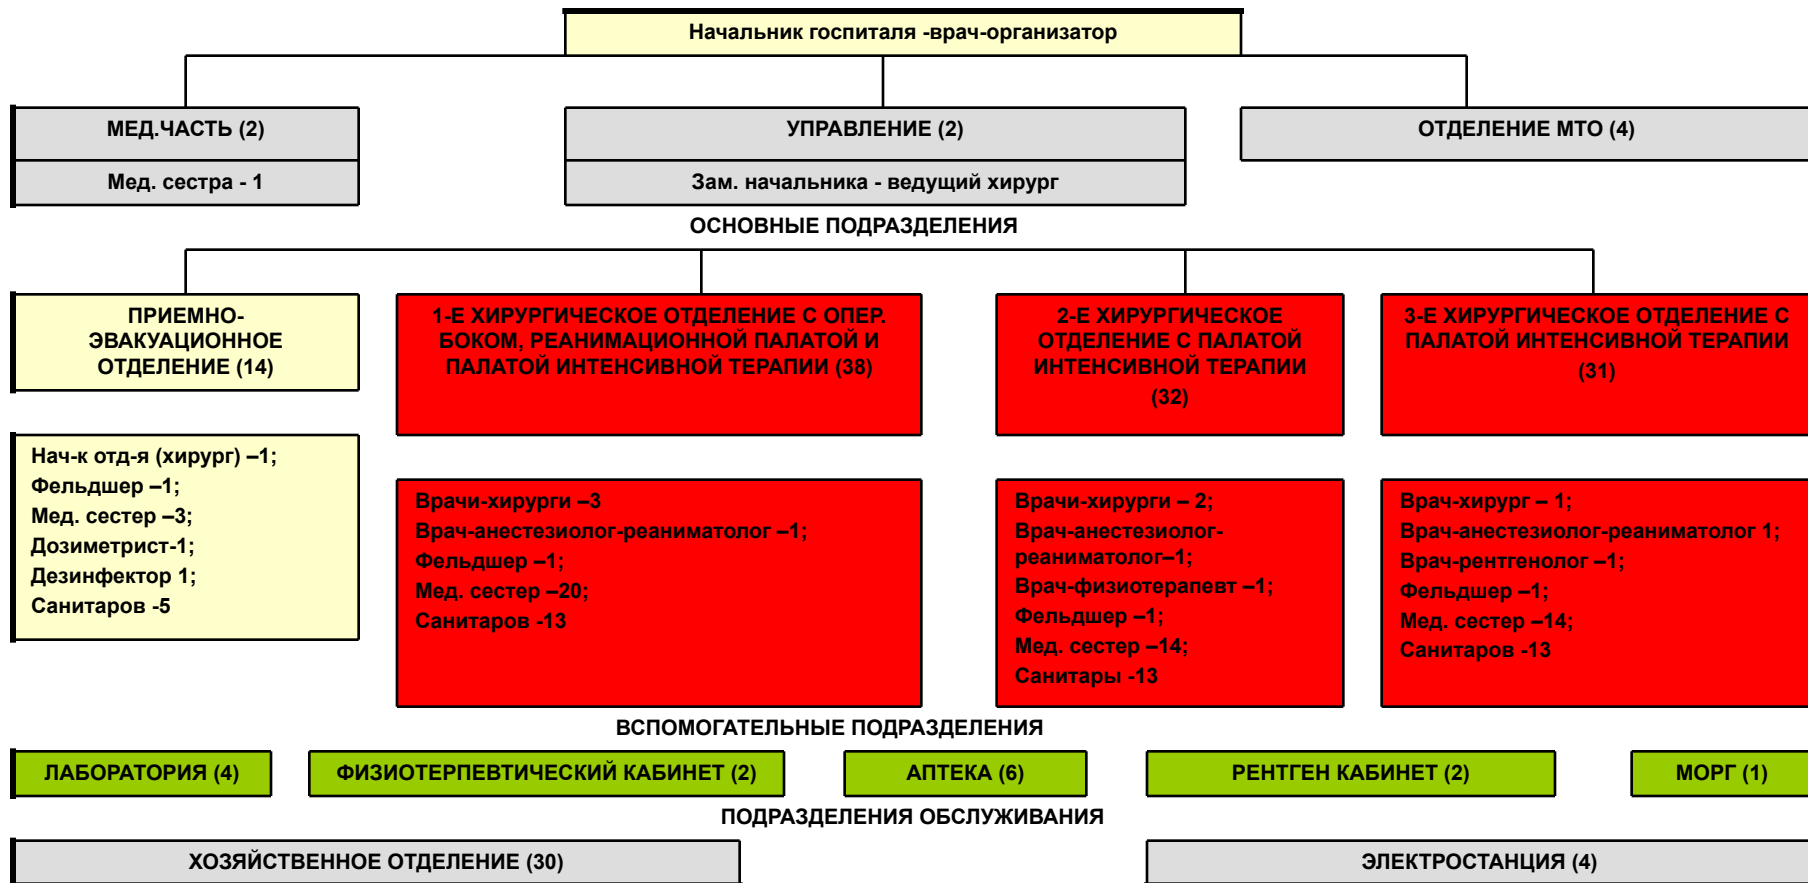 Начальник госпиталя -врач-организатор
МЕД.ЧАСТЬ (2)
УПРАВЛЕНИЕ (2)
ОТДЕЛЕНИЕ МТО (4)
Мед. сестра - 1
Зам. начальника - ведущий хирург
ОСНОВНЫЕ ПОДРАЗДЕЛЕНИЯ
ПРИЕМНО-
ЭВАКУАЦИОННОЕ
ОТДЕЛЕНИЕ (14)
1-Е ХИРУРГИЧЕСКОЕ ОТДЕЛЕНИЕ С ОПЕР.
БОКОМ, РЕАНИМАЦИОННОЙ ПАЛАТОЙ И
ПАЛАТОЙ ИНТЕНСИВНОЙ ТЕРАПИИ (38)
2-Е ХИРУРГИЧЕСКОЕ
ОТДЕЛЕНИЕ С ПАЛАТОЙ
ИНТЕНСИВНОЙ ТЕРАПИИ
(32)
3-Е ХИРУРГИЧЕСКОЕ ОТДЕЛЕНИЕ С
ПАЛАТОЙ ИНТЕНСИВНОЙ ТЕРАПИИ
(31)
Нач-к отд-я (хирург) –1;
Фельдшер –1;
Мед. сестер –3;
Дозиметрист-1;
Дезинфектор 1;
Санитаров -5
Врачи-хирурги –3
Врач-анестезиолог-реаниматолог –1;
Фельдшер –1;
Мед. сестер –20;
Санитаров -13
Врачи-хирурги – 2;
Врач-анестезиолог-
реаниматолог–1;
Врач-физиотерапевт –1;
Фельдшер –1;
Мед. сестер –14;
Санитары -13
Врач-хирург – 1;
Врач-анестезиолог-реаниматолог 1;
Врач-рентгенолог –1;
Фельдшер –1;
Мед. сестер –14;
Санитаров -13
ВСПОМОГАТЕЛЬНЫЕ ПОДРАЗДЕЛЕНИЯ
ЛАБОРАТОРИЯ (4)
ФИЗИОТЕРПЕВТИЧЕСКИЙ КАБИНЕТ (2)
АПТЕКА (6)
РЕНТГЕН КАБИНЕТ (2)
МОРГ (1)
ПОДРАЗДЕЛЕНИЯ ОБСЛУЖИВАНИЯ
ХОЗЯЙСТВЕННОЕ ОТДЕЛЕНИЕ (30)
ЭЛЕКТРОСТАНЦИЯ (4)